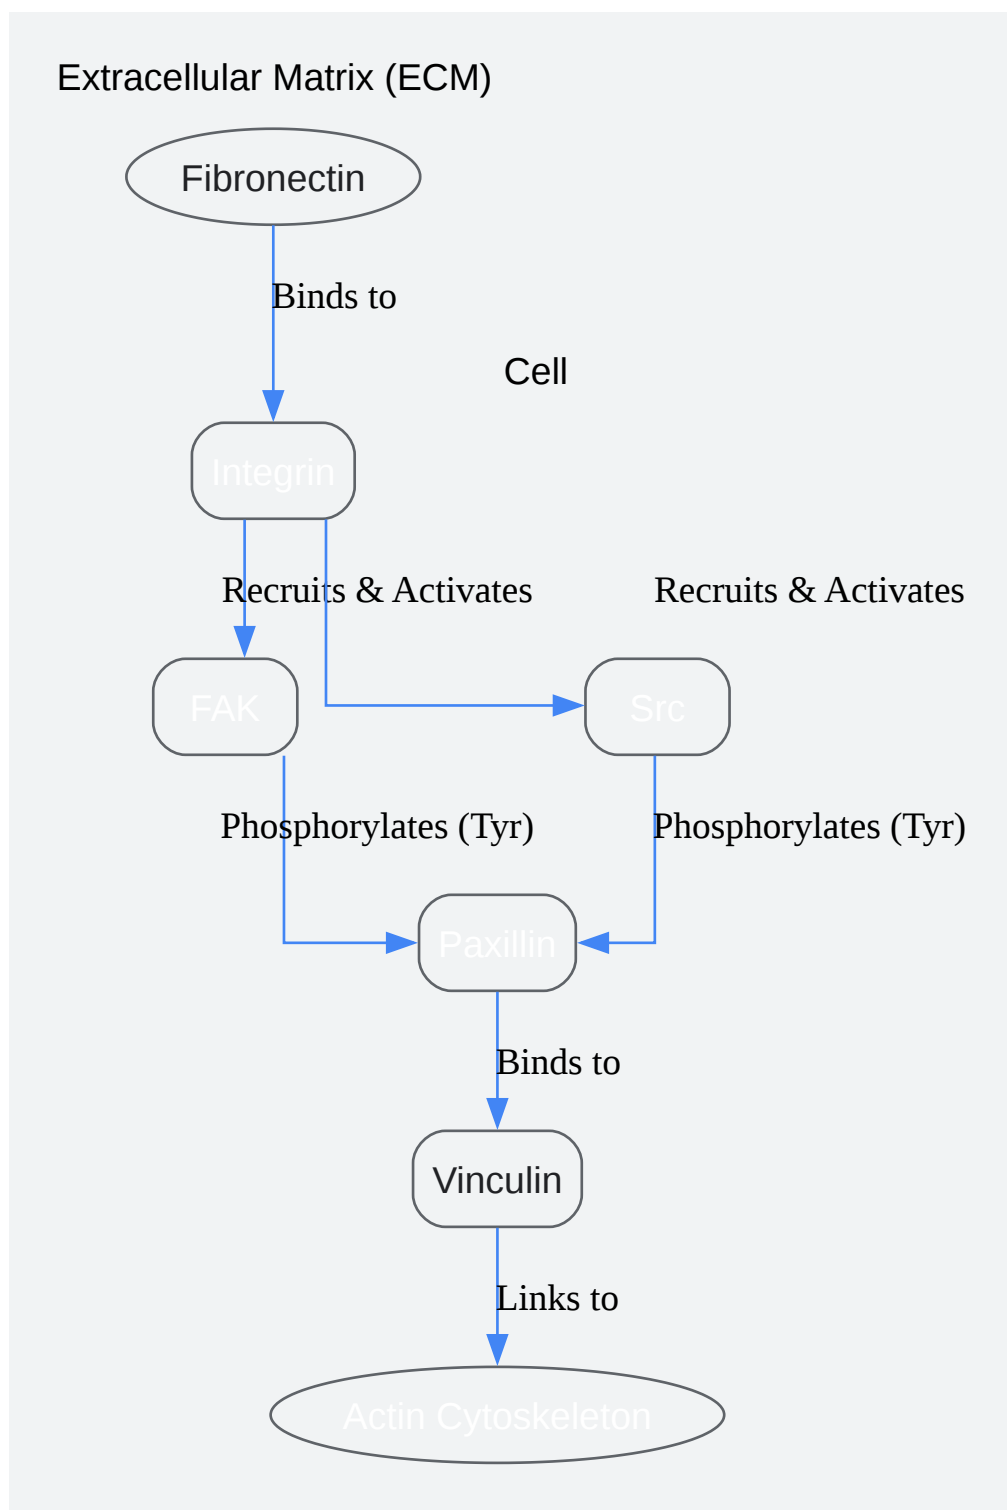 Extracellular Matrix (ECM)
Fibronectin
Binds to
Cell
Integrin
Recruits & Activates
Recruits & Activates
FAK
Src
Phosphorylates (Tyr)
Phosphorylates (Tyr)
Paxillin
Binds to
Vinculin
Links to
Actin Cytoskeleton